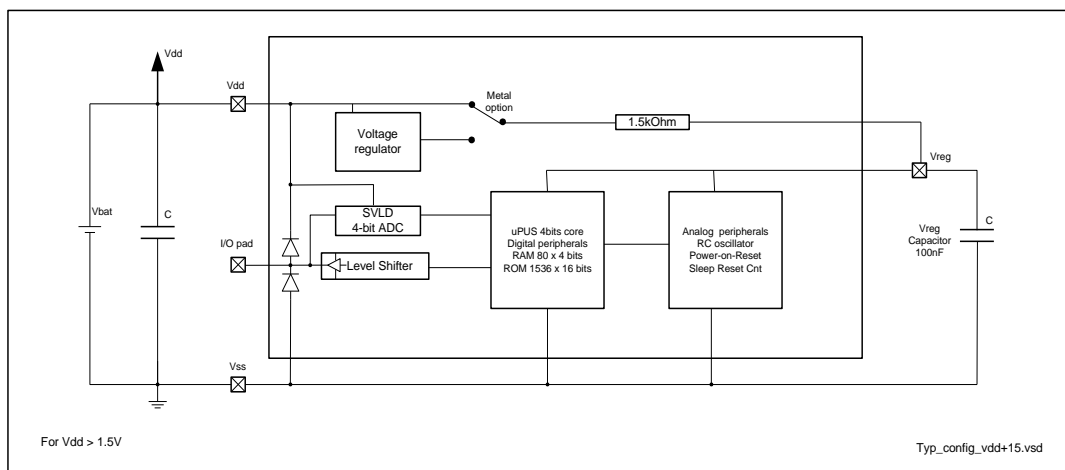 Vdd
Vdd
Metal
option
1.5kOhm
Voltage
regulator
Vreg
Vbat
C
SVLD
4-bit ADC
uPUS 4bits core
Digital peripherals
RAM 80 x 4 bits
ROM 1536 x 16 bits
Analog peripherals
RC oscillator
Power-on-Reset
Sleep Reset Cnt
C
Vreg
Capacitor
100nF
I/O pad
Level Shifter
Vss
For Vdd > 1.5V
Typ_config_vdd+15.vsd